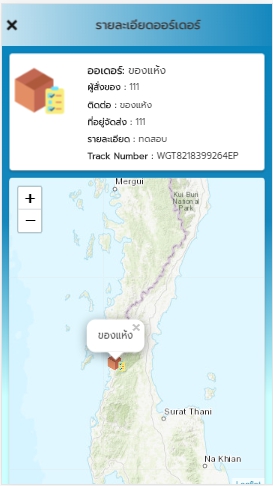 ×
รายละเอียดออร์เดอร์
ออเดอร์: ของแห้ง
ผู้สั่งของ : 111
ติดต่อ : ของแห้ง
ที่อยู่จัดส่ง : 111
รายละเอียด : ทดสอบ
Track Number : WGT8218399264EP
+
−
Mergui
Kui Buri
National
Park
ของแห้ง ×
Surat Thani
Na Khian
Leaflet